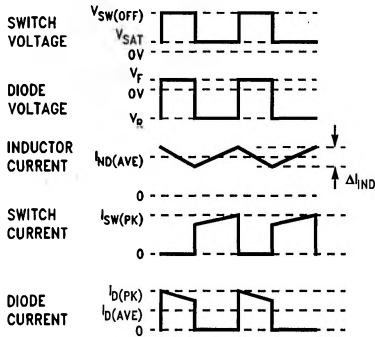 SWITCH VOLTAGE
VSW(OFF)
VSAT
0V
DIODE VOLTAGE
VF
0V
VR
INDUCTOR CURRENT
IIND(AVE)
ΔIIND
0
SWITCH CURRENT
ISW(PK)
0
DIODE CURRENT
ID(PK)
ID(AVE)
0